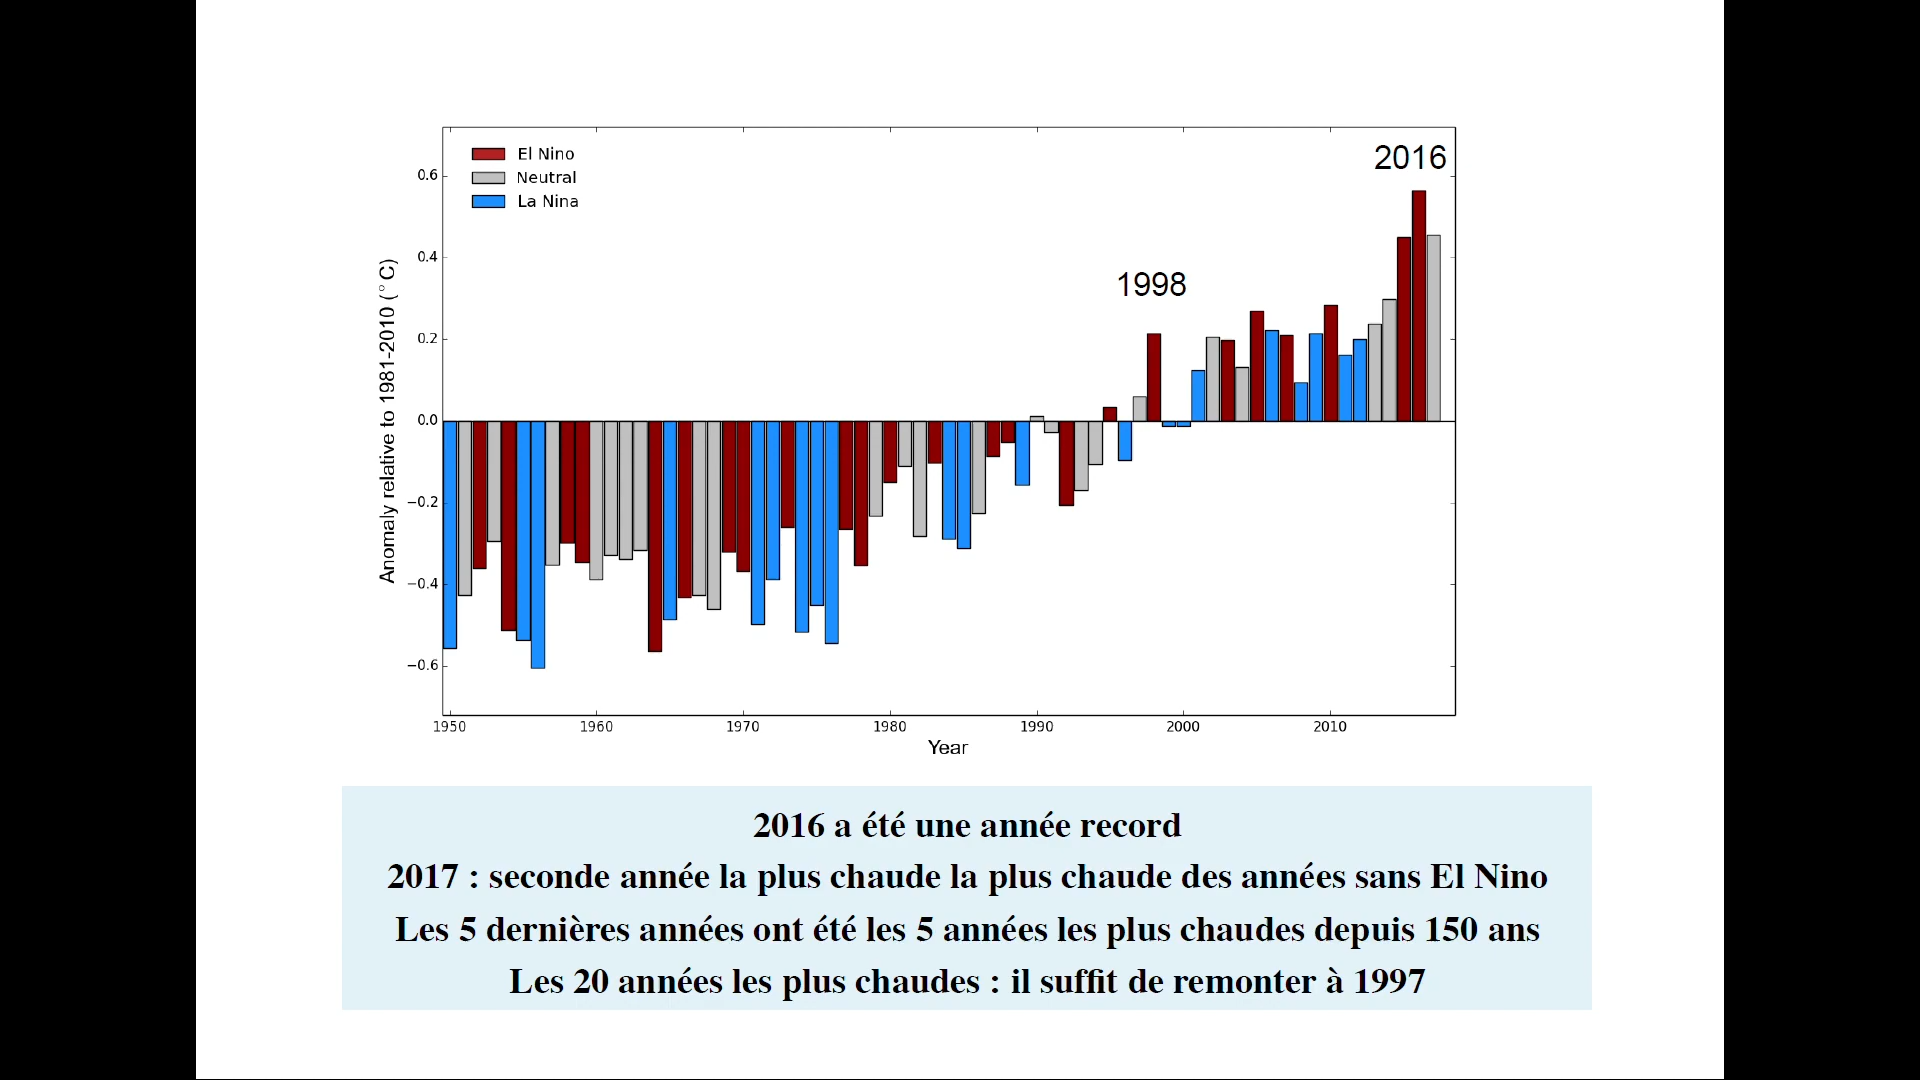 El Nino
Neutral
La Nina
2016
1998
0.6
0.4
0.2
0.0
−0.2
−0.4
−0.6
Anomaly relative to 1981-2010 (°C)
1950 1960 1970 1980 1990 2000 2010
Year
2016 a été une année record
2017 : seconde année la plus chaude la plus chaude des années sans El Nino
Les 5 dernières années ont été les 5 années les plus chaudes depuis 150 ans
Les 20 années les plus chaudes : il suffit de remonter à 1997